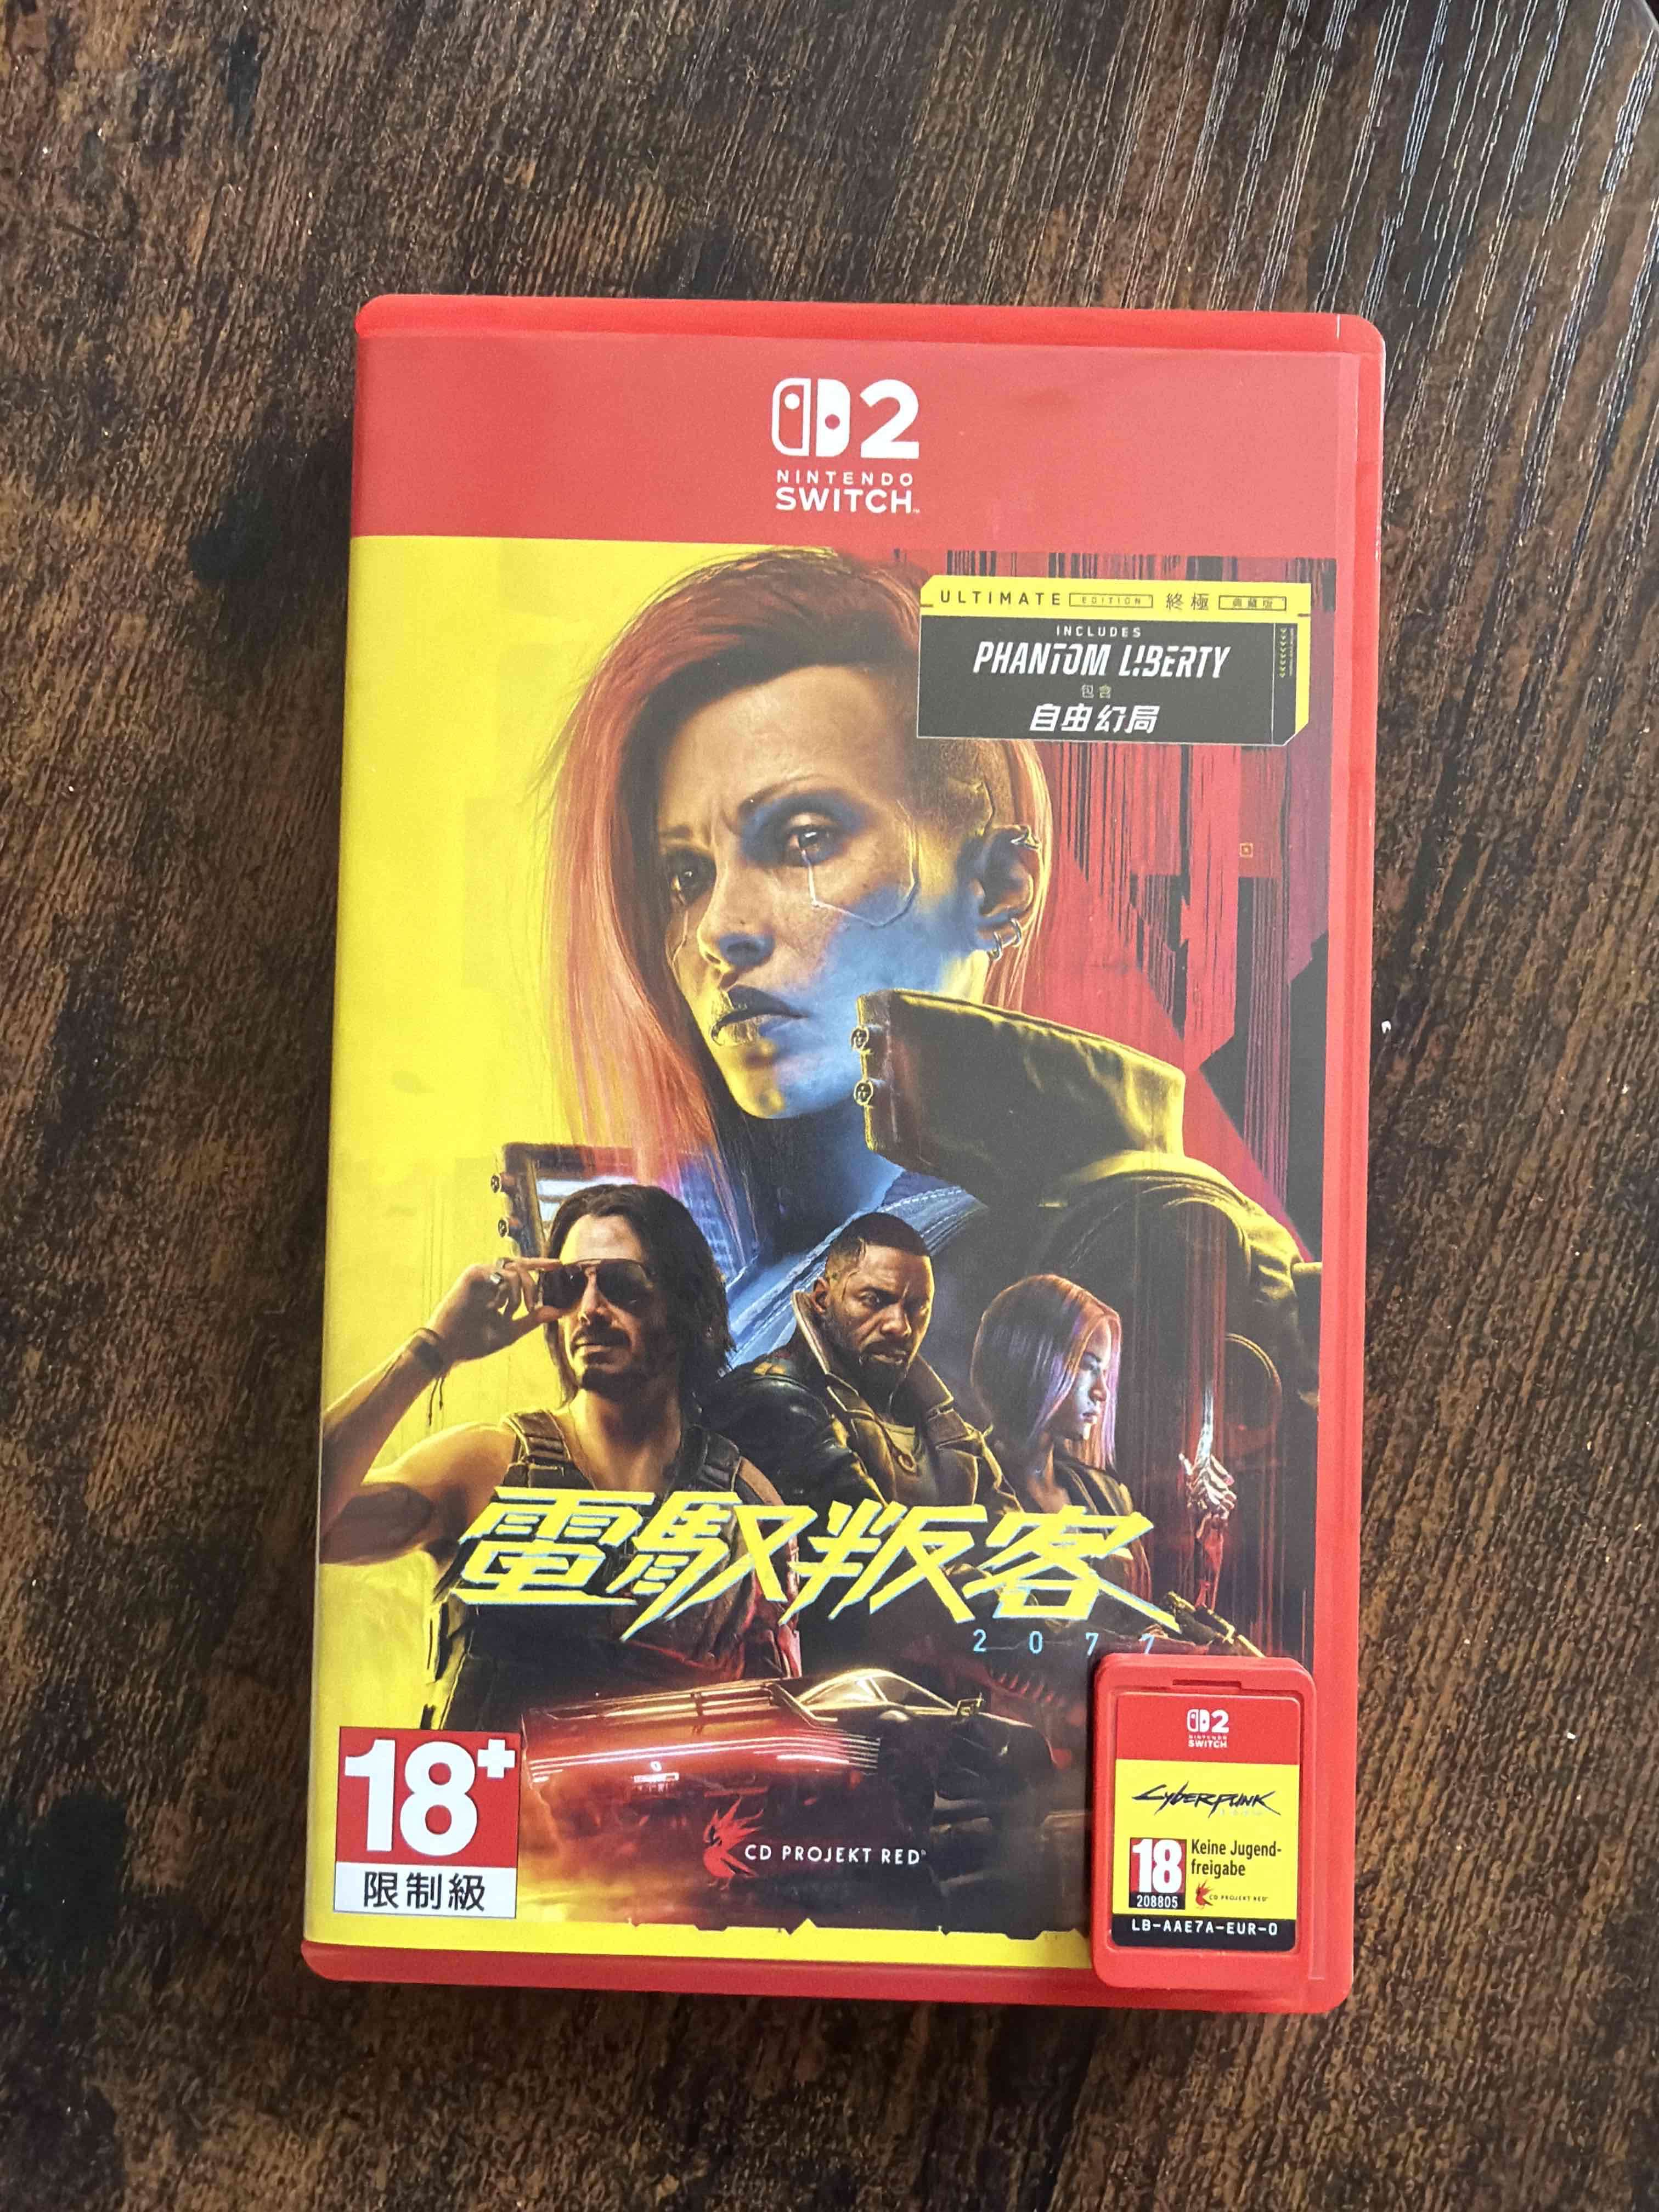 2
NINTENDO
SWITCH
ULTIMATE EDITION 終極 典藏版
INCLUDES
PHANTOM LIBERTY
包含
自由幻局
電馭叛客
2077
18+
限制級
CD PROJEKT RED
2
NINTENDO
SWITCH
CYBERPUNK
18 Keine Jugend-
freigabe
208805
CD PROJEKT RED
LB-AAE7A-EUR-0